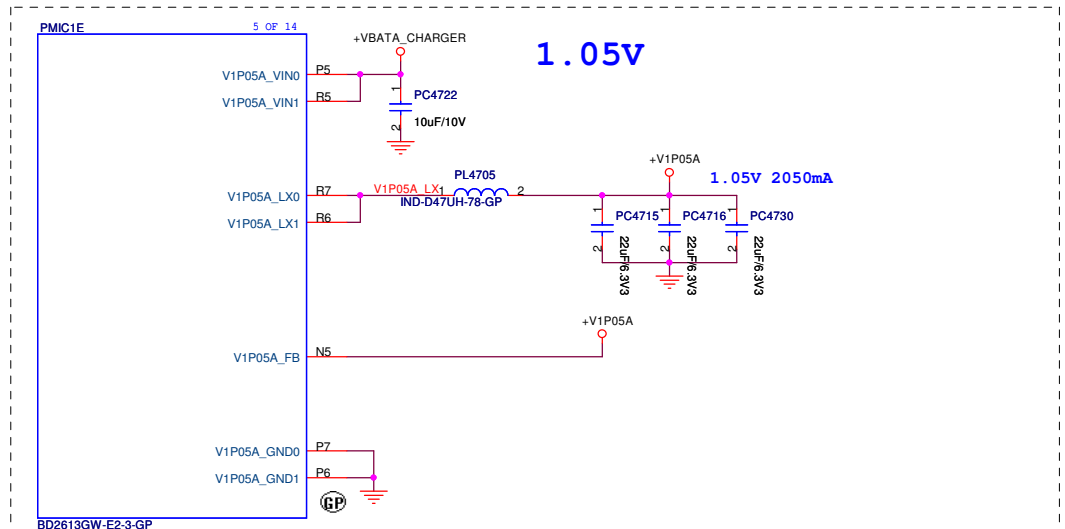 PMIC1E
5 OF 14
+VBATA_CHARGER
1.05V
V1P05A_VIN0
P5
V1P05A_VIN1
R5
1
PC4722
10uF/10V
2
+V1P05A
1.05V 2050mA
V1P05A_LX0
R7
V1P05A_LX
1
PL4705
2
IND-D47UH-78-GP
V1P05A_LX1
R6
1
PC4715
2
22uF/6.3V3
1
PC4716
2
22uF/6.3V3
1
PC4730
2
22uF/6.3V3
+V1P05A
V1P05A_FB
N5
V1P05A_GND0
P7
V1P05A_GND1
P6
GP
BD2613GW-E2-3-GP